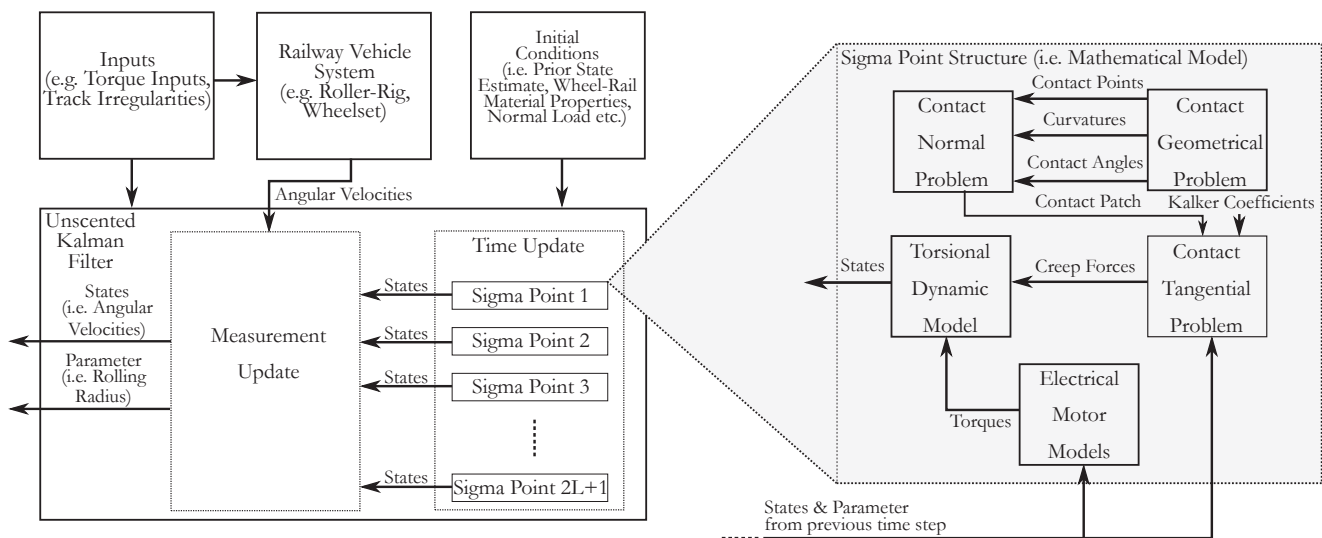 Inputs
(e.g. Torque Inputs,
Track Irregularities)
Railway Vehicle
System
(e.g. Roller-Rig,
Wheelset)
Initial
Conditions
(i.e. Prior State
Estimate, Wheel-Rail
Material Properties,
Normal Load etc.)
Angular Velocities
Unscented
Kalman
Filter
States
(i.e. Angular
Velocities)
Parameter
(i.e. Rolling
Radius)
Measurement
Update
Time Update
States
Sigma Point 1
States
Sigma Point 2
States
Sigma Point 3
States
Sigma Point 2L+1
Sigma Point Structure (i.e. Mathematical Model)
Contact
Normal
Problem
Contact Points
Curvatures
Contact Angles
Contact
Geometrical
Problem
Contact Patch
Kalker Coefficients
States
Torsional
Dynamic
Model
Creep Forces
Contact
Tangential
Problem
Torques
Electrical
Motor
Models
States & Parameter
from previous time step